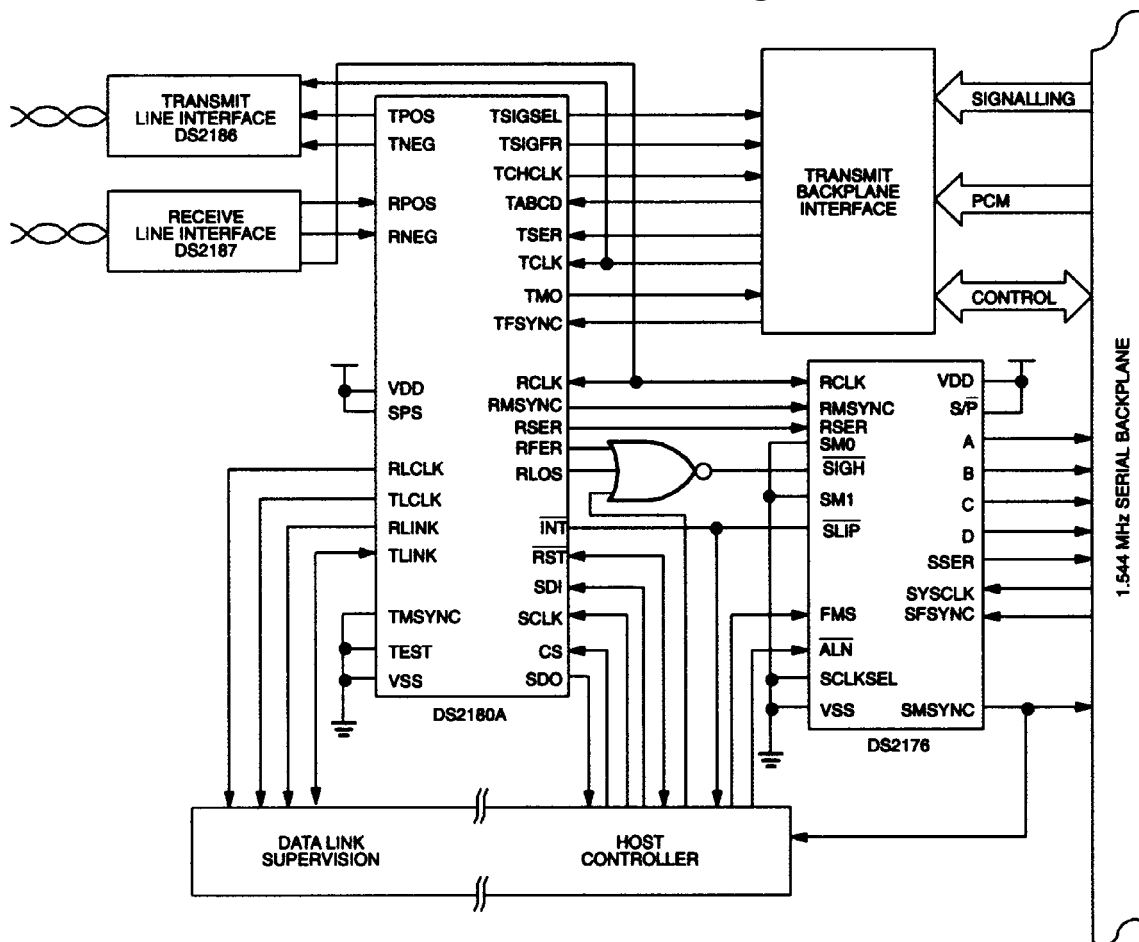 TRANSMIT
LINE INTERFACE
DS2186
RECEIVE
LINE INTERFACE
DS2187
TPOS
TNEG
RPOS
RNEG
VDD
SPS
RLCLK
TLCLK
RLINK
TLINK
TMSYNC
TEST
VSS
TSIGSEL
TSIGFR
TCHCLK
TABCD
TSER
TCLK
TMO
TFSYNC
RCLK
RMSYNC
RSER
RFER
RLOS
INT
RST
SDI
SCLK
CS
SDO
DS2180A
TRANSMIT
BACKPLANE
INTERFACE
SIGNALLING
PCM
CONTROL
RCLK
RMSYNC
RSER
SM0
SIGH
SM1
SLIP
FMS
ALN
SCLKSEL
VSS
VDD
S/P
A
B
C
D
SSER
SYSCLK
SFSYNC
SMSYNC
DS2176
1.544 MHz SERIAL BACKPLANE
DATA LINK
SUPERVISION
HOST
CONTROLLER